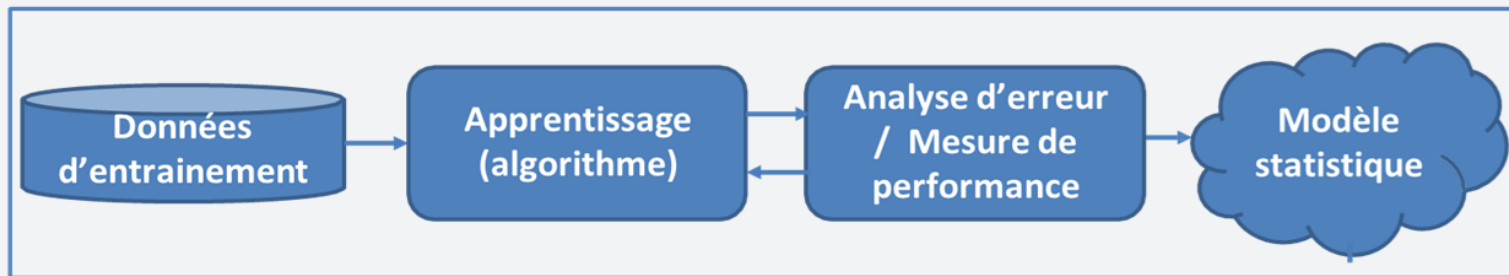 Données
d’entrainement
Apprentissage
(algorithme)
Analyse d’erreur
/ Mesure de
performance
Modèle
statistique